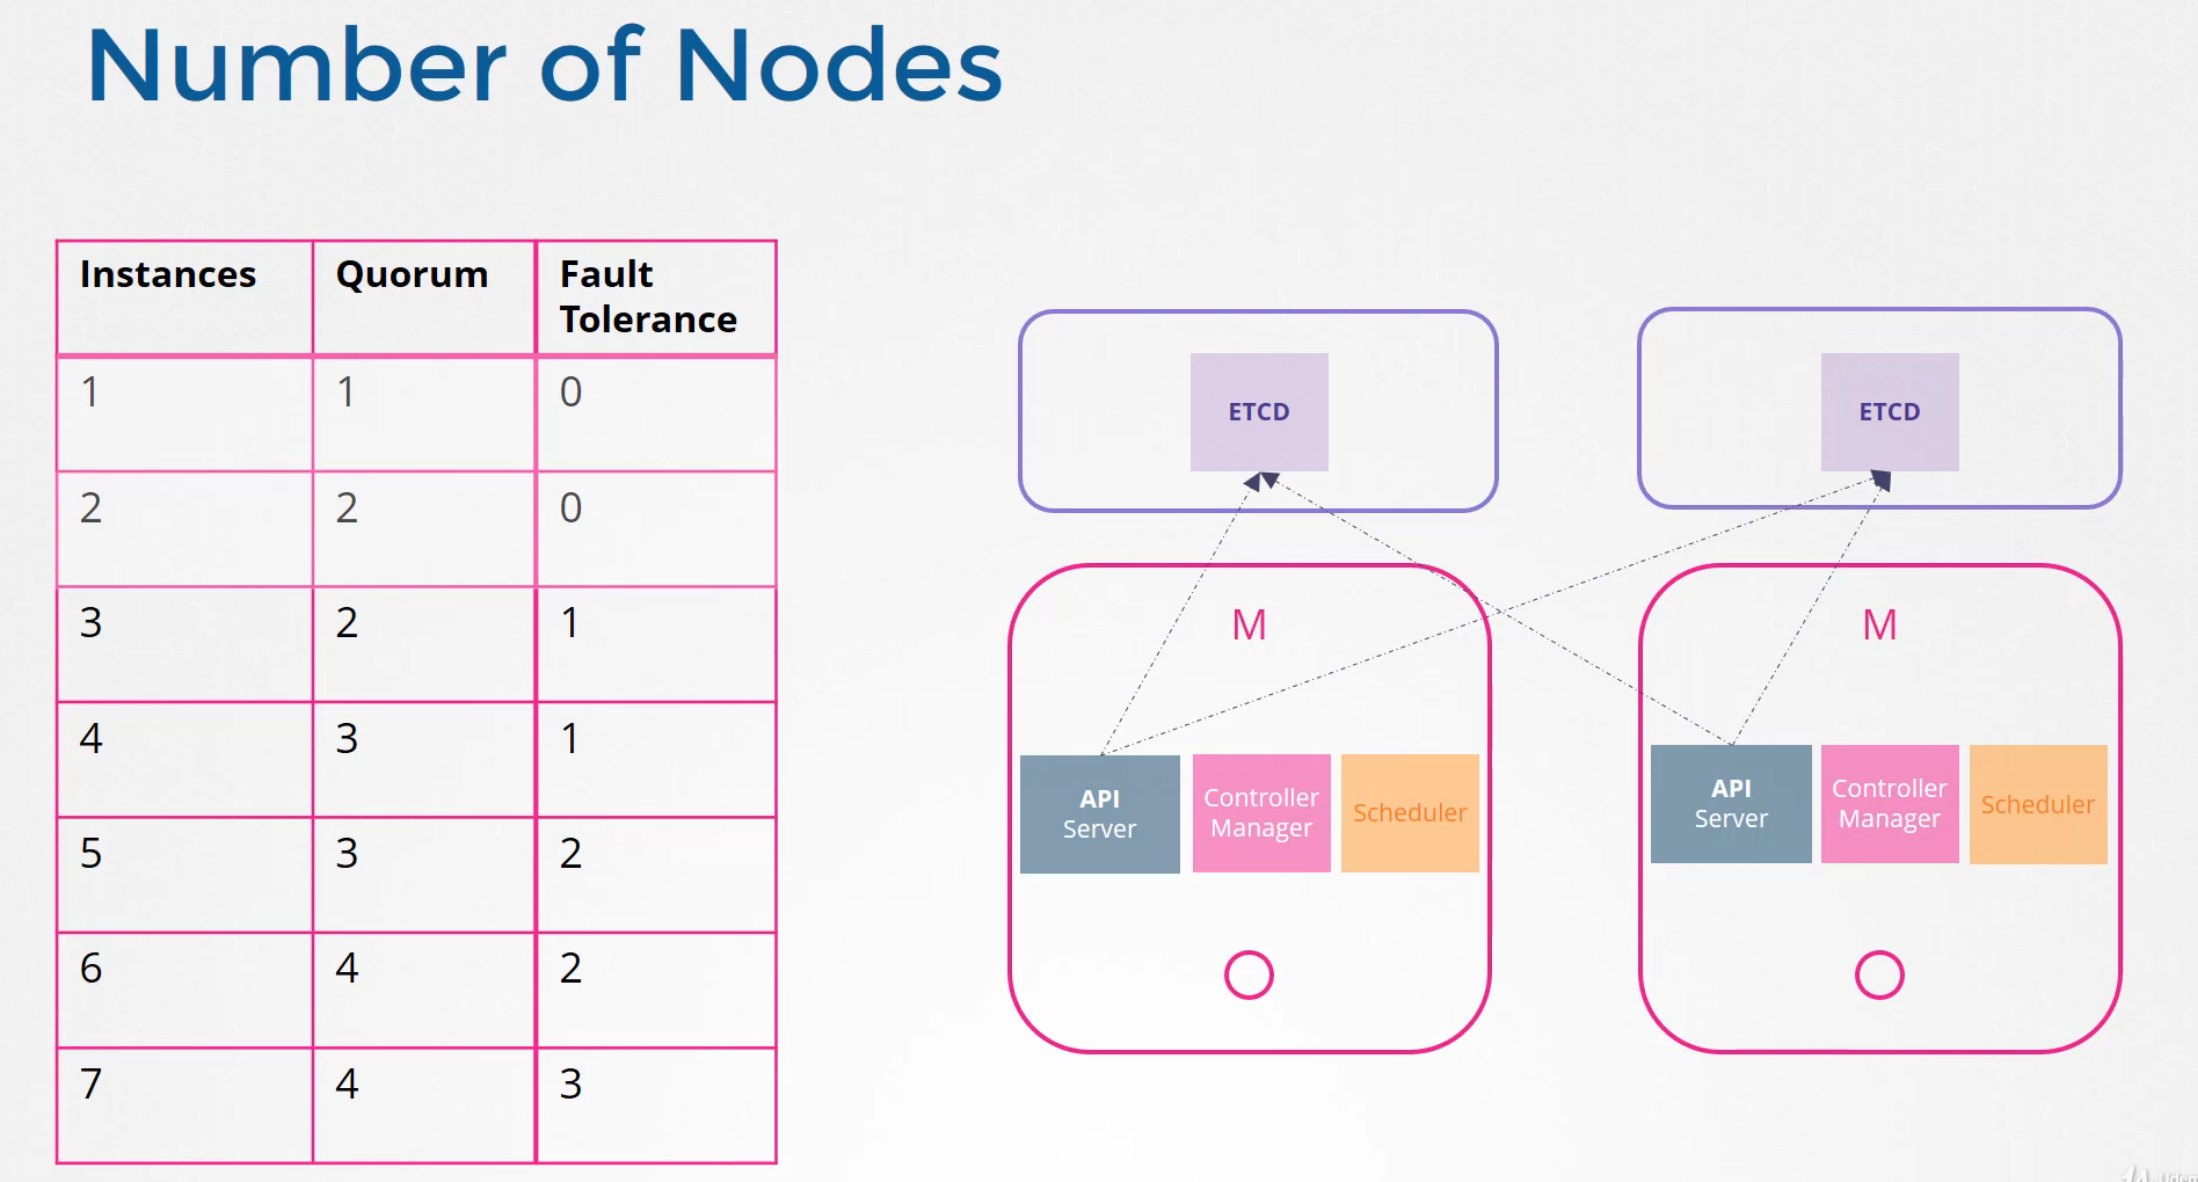 Number of Nodes
Instances Quorum Fault
Tolerance
1 1 0
2 2 0
3 2 1
4 3 1
5 3 2
6 4 2
7 4 3
ETCD
ETCD
M
M
API
Server
Controller
Manager
Scheduler
API
Server
Controller
Manager
Scheduler